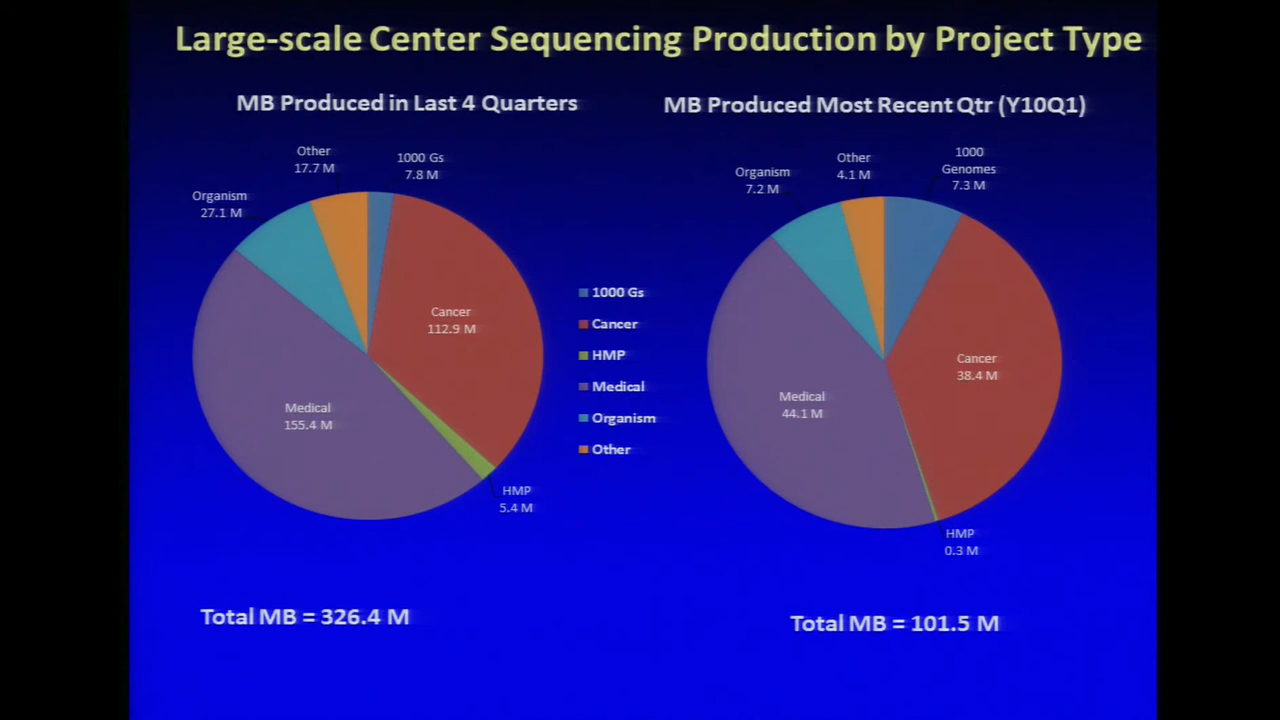 Large-scale Center Sequencing Production by Project Type
MB Produced in Last 4 Quarters
Other
17.7 M
1000 Gs
7.8 M
Organism
27.1 M
Cancer
112.9 M
Medical
155.4 M
HMP
5.4 M
Total MB = 326.4 M
1000 Gs
Cancer
HMP
Medical
Organism
Other
MB Produced Most Recent Qtr (Y10Q1)
1000
Genomes
7.3 M
Other
4.1 M
Organism
7.2 M
Cancer
38.4 M
Medical
44.1 M
HMP
0.3 M
Total MB = 101.5 M